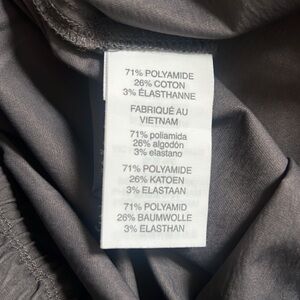 71% POLYAMIDE
26% COTON
3% ÉLASTHANNE
FABRIQUÉ AU
VIETNAM
71% poliamida
26% algodón
3% elastano
71% POLYAMIDE
26% KATOEN
3% ELASTAAN
71% POLYAMID
26% BAUMWOLLE
3% ELASTHAN